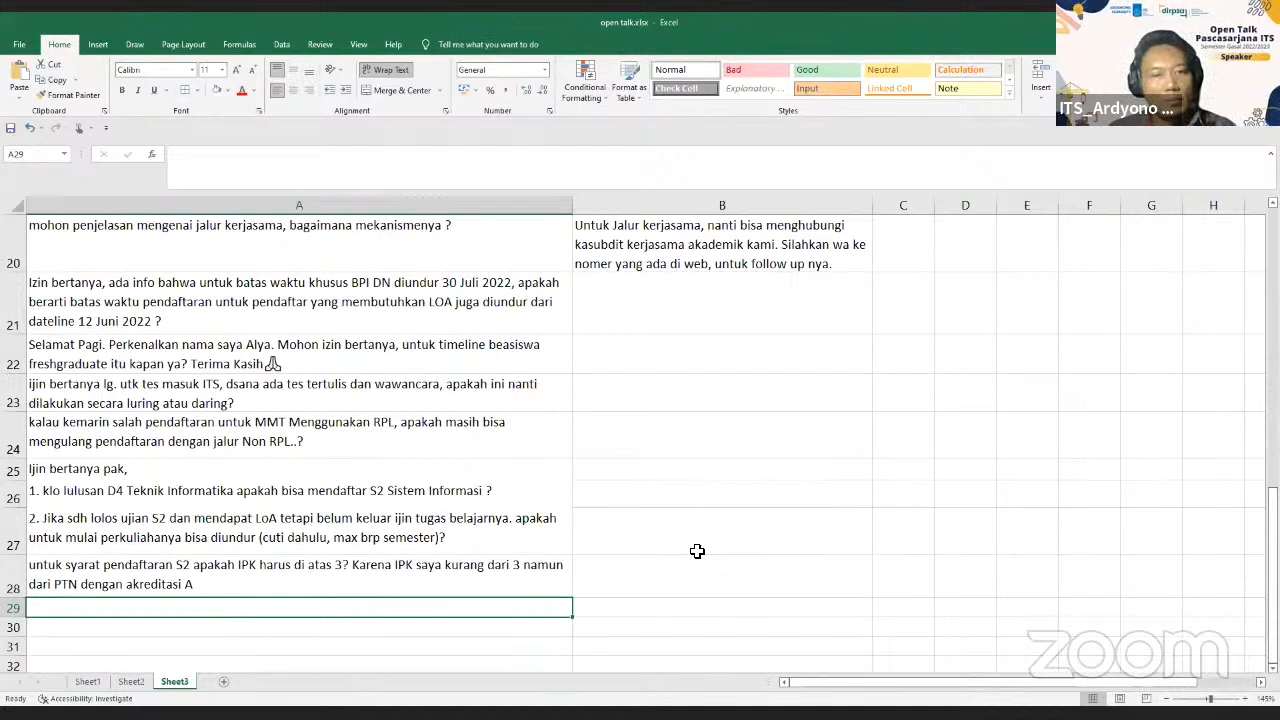 open talk.xlsx - Excel
File Home Insert Draw Page Layout Formulas Data Review View Help Tell me what you want to do
Paste
Cut
Copy
Format Painter
Clipboard
Calibri 11
B I U
Font
Wrap Text
Merge & Center
Alignment
General
Number
Conditional Formatting
Format as Table
Normal Bad Good Neutral Calculation
Check Cell Explanatory ... Input Linked Cell Note
Styles
Insert
Open Talk
Pascasarjana ITS
Semester Gasal 2022/2023
Speaker
ITS_Ardyono ...
A29
fx
A B C D E F G H
20
mohon penjelasan mengenai jalur kerjasama, bagaimana mekanismenya ?
Untuk Jalur kerjasama, nanti bisa menghubungi
kasubdit kerjasama akademik kami. Silahkan wa ke
nomer yang ada di web, untuk follow up nya.
21
Izin bertanya, ada info bahwa untuk batas waktu khusus BPI DN diundur 30 Juli 2022, apakah
berarti batas waktu pendaftaran untuk pendaftar yang membutuhkan LOA juga diundur dari
dateline 12 Juni 2022 ?
22
Selamat Pagi. Perkenalkan nama saya Alya. Mohon izin bertanya, untuk timeline beasiswa
freshgraduate itu kapan ya? Terima Kasih🙏
23
ijin bertanya lg. utk tes masuk ITS, dsana ada tes tertulis dan wawancara, apakah ini nanti
dilakukan secara luring atau daring?
24
kalau kemarin salah pendaftaran untuk MMT Menggunakan RPL, apakah masih bisa
mengulang pendaftaran dengan jalur Non RPL..?
25
Ijin bertanya pak,
26
1. klo lulusan D4 Teknik Informatika apakah bisa mendaftar S2 Sistem Informasi ?
27
2. Jika sdh lolos ujian S2 dan mendapat LoA tetapi belum keluar ijin tugas belajarnya. apakah
untuk mulai perkuliahanya bisa diundur (cuti dahulu, max brp semester)?
28
untuk syarat pendaftaran S2 apakah IPK harus di atas 3? Karena IPK saya kurang dari 3 namun
dari PTN dengan akreditasi A
29
30
31
32
zoom
Sheet1 Sheet2 Sheet3
Ready Accessibility: Investigate
145%